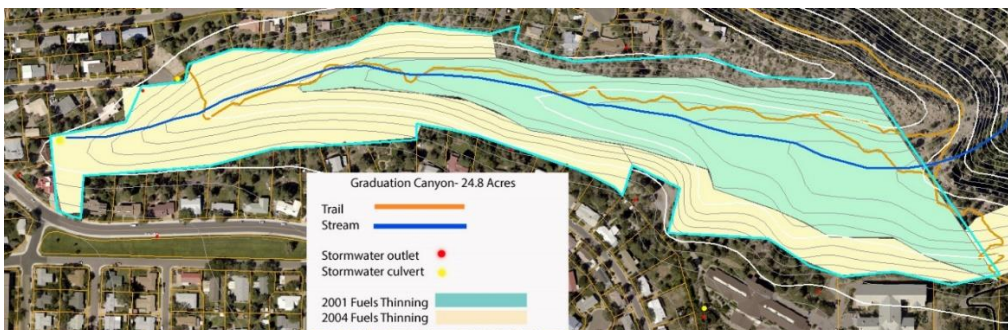 Graduation Canyon- 24.8 Acres
Trail
Stream
Stormwater outlet
Stormwater culvert
2001 Fuels Thinning
2004 Fuels Thinning